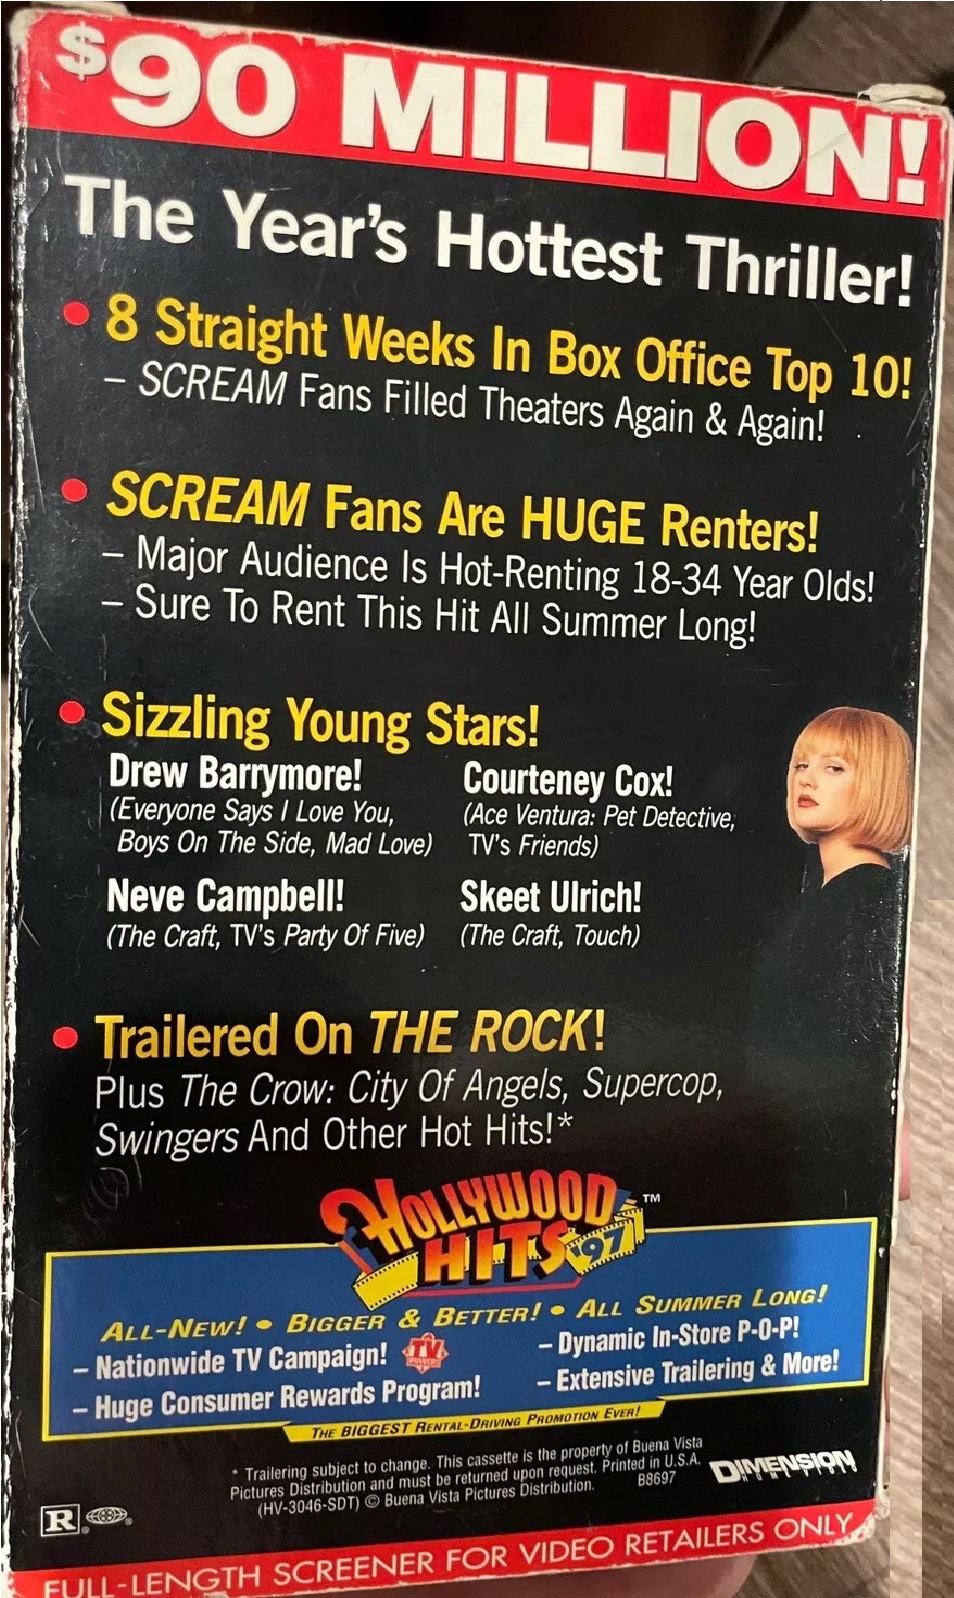 $90 MILLION!
The Year's Hottest Thriller!
• 8 Straight Weeks In Box Office Top 10!
– SCREAM Fans Filled Theaters Again & Again!
• SCREAM Fans Are HUGE Renters!
– Major Audience Is Hot-Renting 18-34 Year Olds!
– Sure To Rent This Hit All Summer Long!
• Sizzling Young Stars!
Drew Barrymore!
(Everyone Says I Love You,
Boys On The Side, Mad Love)
Courteney Cox!
(Ace Ventura: Pet Detective,
TV's Friends)
Neve Campbell!
(The Craft, TV's Party Of Five)
Skeet Ulrich!
(The Craft, Touch)
• Trailered On THE ROCK!
Plus The Crow: City Of Angels, Supercop,
Swingers And Other Hot Hits!*
HOLLYWOOD ™
HITS '97
ALL-NEW! • BIGGER & BETTER! • ALL SUMMER LONG!
– Nationwide TV Campaign!
TV
– Huge Consumer Rewards Program!
– Dynamic In-Store P-O-P!
– Extensive Trailering & More!
THE BIGGEST RENTAL-DRIVING PROMOTION EVER!
* Trailering subject to change. This cassette is the property of Buena Vista
Pictures Distribution and must be returned upon request. Printed in U.S.A.
(HV-3046-SDT) © Buena Vista Pictures Distribution. B8697
DIMENSION
R
FULL-LENGTH SCREENER FOR VIDEO RETAILERS ONLY